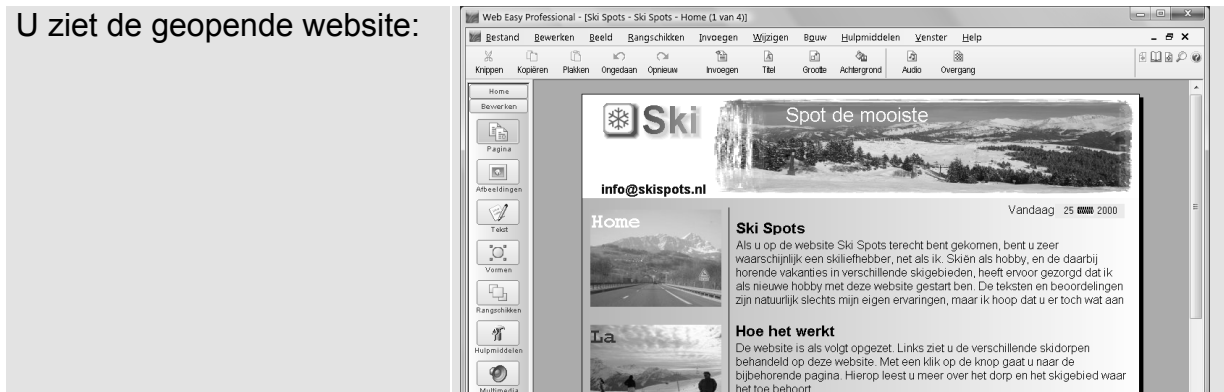 U ziet de geopende website:
Web Easy Professional - [Ski Spots - Ski Spots - Home (1 van 4)]
Bestand Bewerken Beeld Rangschikken Invoegen Wijzigen Bouw Hulpmiddelen Venster Help
Knippen Kopiëren Plakken Ongedaan Opnieuw Invoegen Titel Grootte Achtergrond Audio Overgang
Home
Bewerken
Pagina
Afbeeldingen
Tekst
Vormen
Rangschikken
Hulpmiddelen
Multimedia
Ski
Spot de mooiste
info@skispots.nl
Vandaag 25 2000
Home
Ski Spots
Als u op de website Ski Spots terecht bent gekomen, bent u zeer
waarschijnlijk een skiliefhebber, net als ik. Skiën als hobby, en de daarbij
horende vakanties in verschillende skigebieden, heeft ervoor gezorgd dat ik
als nieuwe hobby met deze website gestart ben. De teksten en beoordelingen
zijn natuurlijk slechts mijn eigen ervaringen, maar ik hoop dat u er toch wat aan
La
Hoe het werkt
De website is als volgt opgezet. Links ziet u de verschillende skidorpen
behandeld op deze website. Met een klik op de knop gaat u naar de
bijbehorende pagina. Hierop leest u meer over het dorp en het skigebied waar
het toe behoort